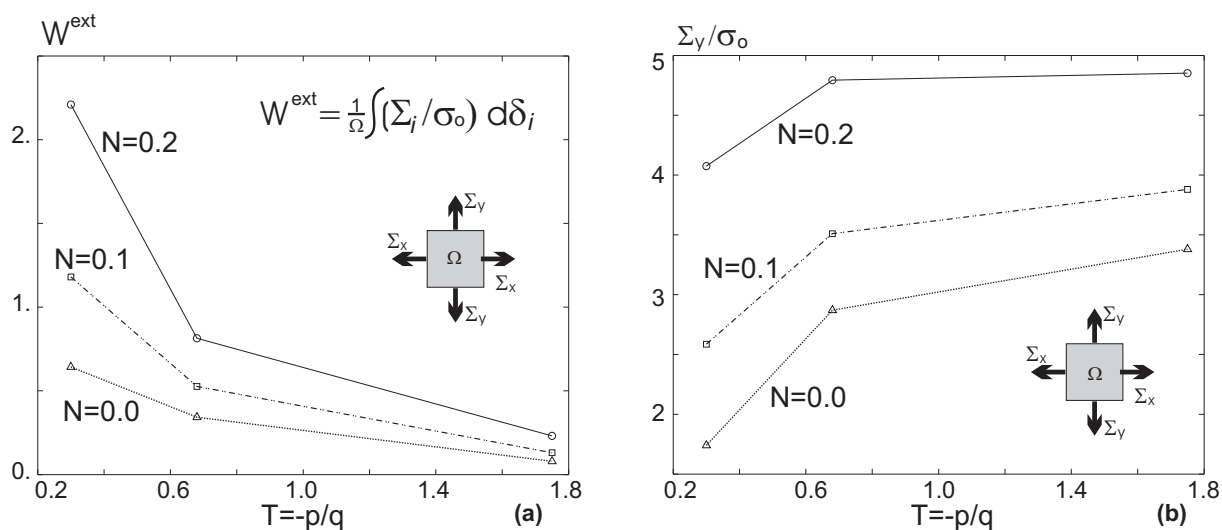 W^ext
2.
1.
0.
N=0.2
N=0.1
N=0.0
W^ext = 1/Ω ∫(Σ_i/σ_o) dδ_i
Σ_y
Σ_x
Ω
Σ_x
Σ_y
0.2 0.6 1.0 1.4 1.8
T=-p/q
(a)
Σ_y/σ_o
5
4
3
2
N=0.2
N=0.1
N=0.0
Σ_y
Σ_x
Ω
Σ_x
Σ_y
0.2 0.6 1.0 1.4 1.8
T=-p/q
(b)